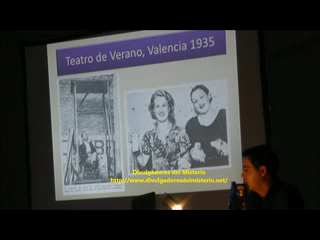 Teatro de Verano, Valencia 1935
Divulgadores del Misterio
http://www.divulgadoresdelmisterio.net/